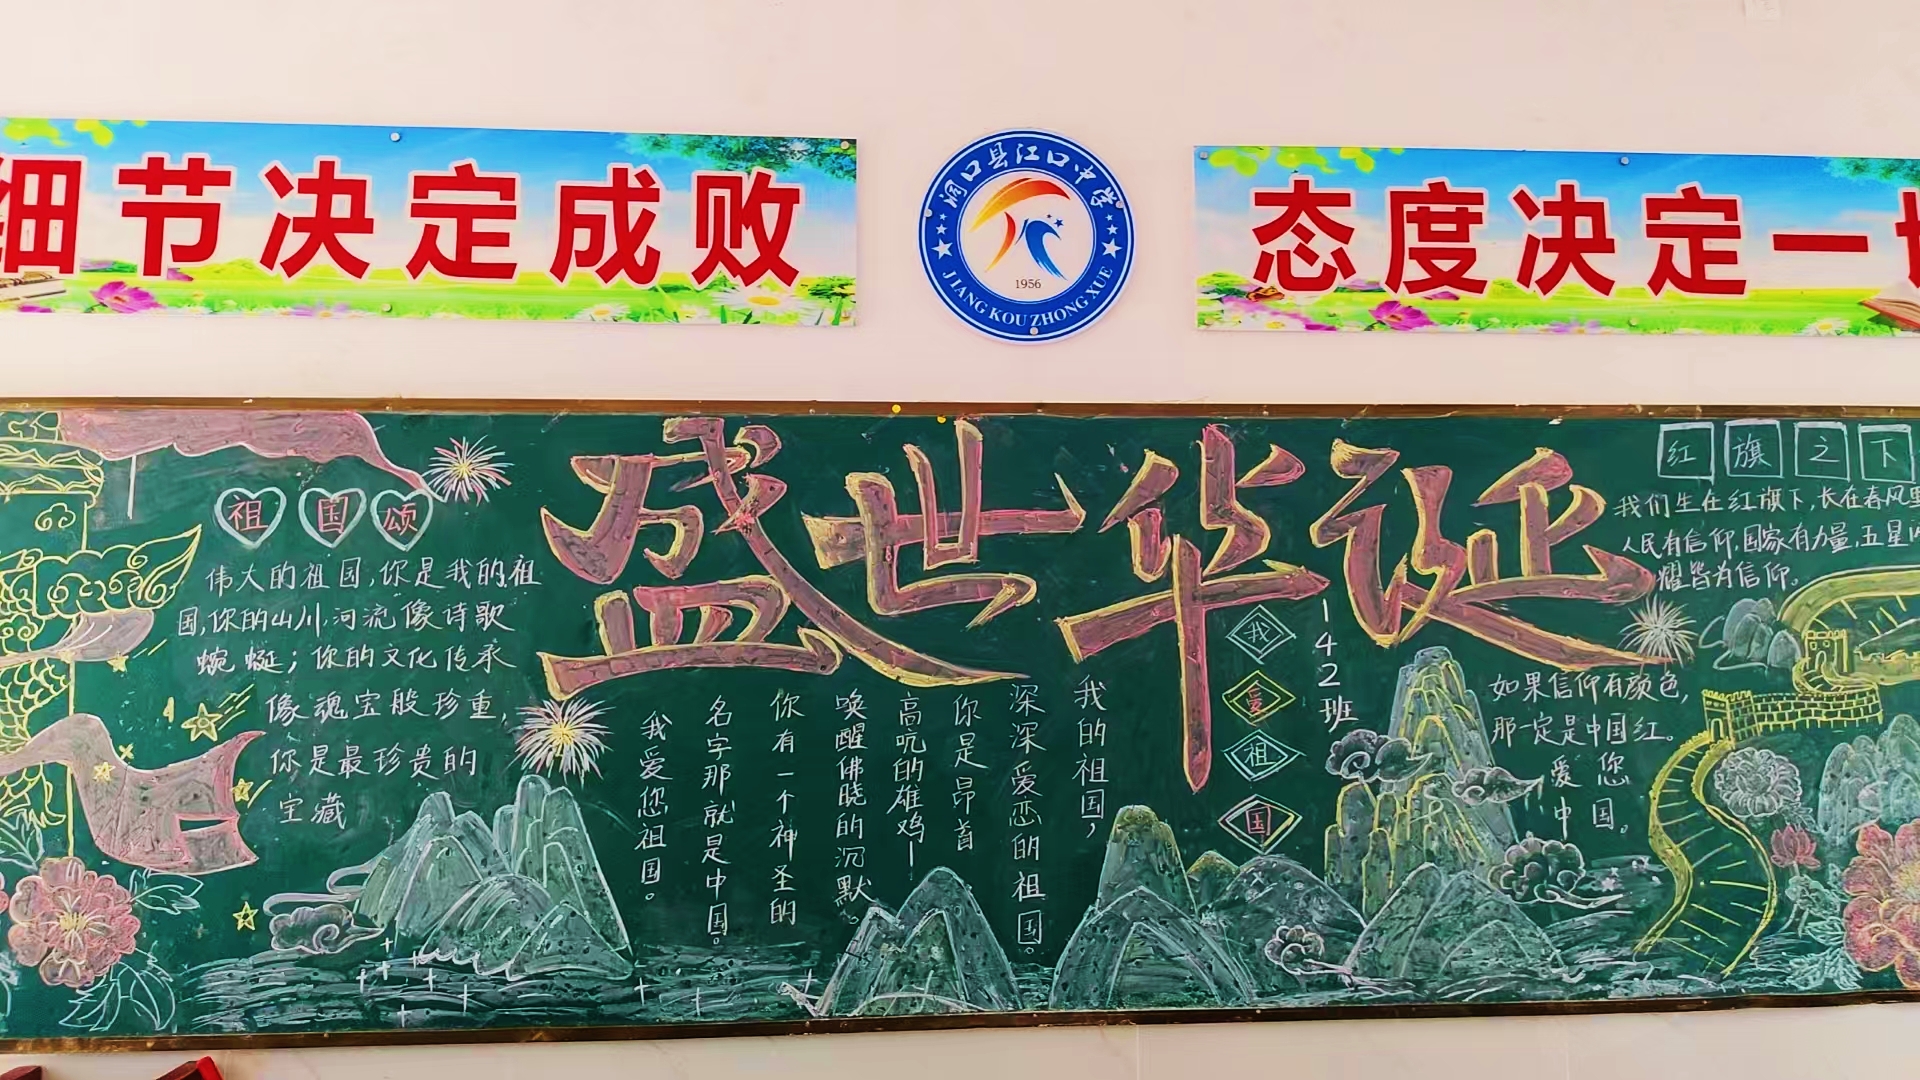 细节决定成败
洞口县江口中学
1956
JIANG KOU ZHONG XUE
态度决定一切
盛世华诞
祖国颂
伟大的祖国,你是我的祖
国,你的山川,河流像诗歌
蜿蜒;你的文化传承
像魂宝般珍重,
你是最珍贵的
宝藏
我的祖国,
深深爱恋的祖国。
你是昂首
高吭的雄鸡—
唤醒佛晓的沉默。
你有一个神圣的
名字那就是中国。
我爱您祖国。
我爱祖国
142班
红旗之下
我们生在红旗下,长在春风里
人民有信仰,国家有力量,五星
耀皆为信仰。
如果信仰有颜色,
那一定是中国红。
爱您
中国。